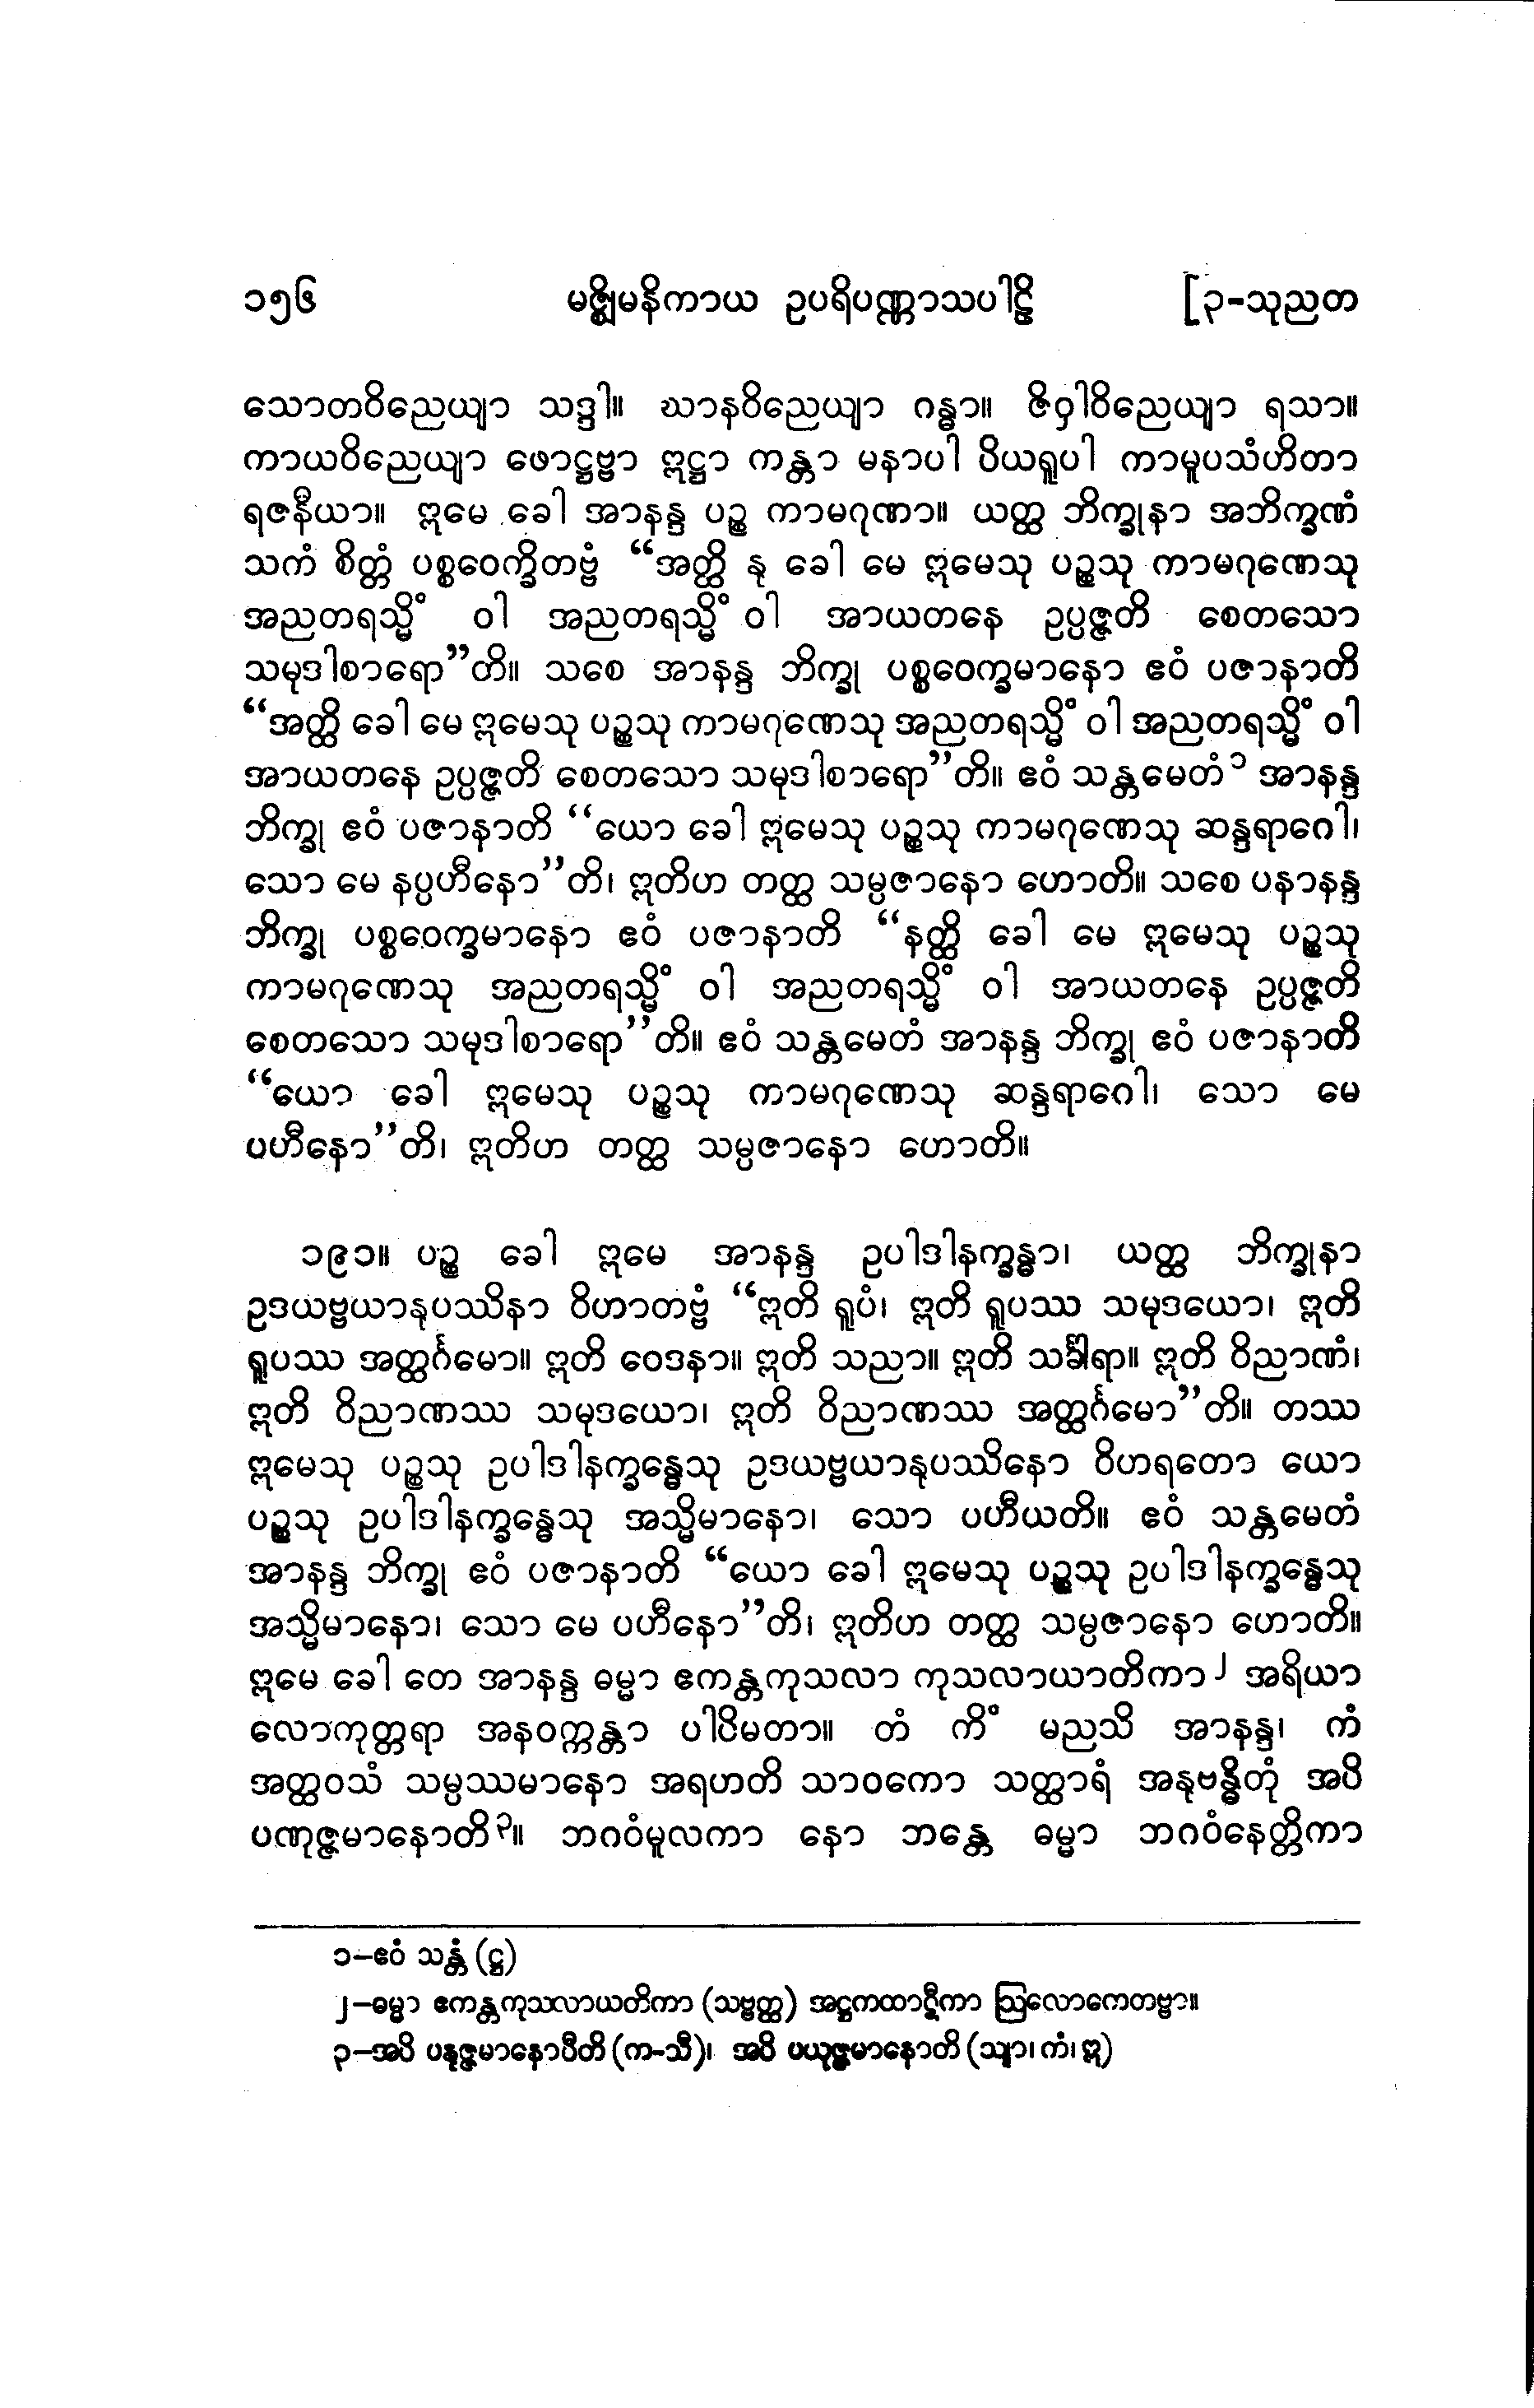 ၁၅၆ မဇ္ဈိမနိကာယ ဥပရိပဏ္ဏာသပါဠိ [၃-သုညတ
သောတဝိညေယျာ သဒ္ဒါ။ ဃာနဝိညေယျာ ဂန္ဓာ။ ဇိဝှါဝိညေယျာ ရသာ။
ကာယဝိညေယျာ ဖောဋ္ဌဗ္ဗာ ဣဋ္ဌာ ကန္တာ မနာပါ ပိယရူပါ ကာမူပသံဟိတာ
ရဇနီယာ။ ဣမေ ခေါ အာနန္ဒ ပဉ္စ ကာမဂုဏာ။ ယတ္ထ ဘိက္ခုနာ အဘိက္ခဏံ
သကံ စိတ္တံ ပစ္စဝေက္ခိတဗ္ဗံ “အတ္ထိ နု ခေါ မေ ဣမေသု ပဉ္စသု ကာမဂုဏေသု
အညတရသ္မိံ ဝါ အညတရသ္မိံ ဝါ အာယတနေ ဥပ္ပဇ္ဇတိ စေတသော
သမုဒါစာရော”တိ။ သစေ အာနန္ဒ ဘိက္ခု ပစ္စဝေက္ခမာနော ဧဝံ ပဇာနာတိ
“အတ္ထိ ခေါ မေ ဣမေသု ပဉ္စသု ကာမဂုဏေသု အညတရသ္မိံ ဝါ အညတရသ္မိံ ဝါ
အာယတနေ ဥပ္ပဇ္ဇတိ စေတသော သမုဒါစာရော”တိ။ ဧဝံ သန္တမေတံ၁ အာနန္ဒ
ဘိက္ခု ဧဝံ ပဇာနာတိ “ယော ခေါ ဣမေသု ပဉ္စသု ကာမဂုဏေသု ဆန္ဒရာဂေါ၊
သော မေ နပ္ပဟီနော”တိ၊ ဣတိဟ တတ္ထ သမ္ပဇာနော ဟောတိ။ သစေ ပနာနန္ဒ
ဘိက္ခု ပစ္စဝေက္ခမာနော ဧဝံ ပဇာနာတိ “နတ္ထိ ခေါ မေ ဣမေသု ပဉ္စသု
ကာမဂုဏေသု အညတရသ္မိံ ဝါ အညတရသ္မိံ ဝါ အာယတနေ ဥပ္ပဇ္ဇတိ
စေတသော သမုဒါစာရော”တိ။ ဧဝံ သန္တမေတံ အာနန္ဒ ဘိက္ခု ဧဝံ ပဇာနာတိ
“ယော ခေါ ဣမေသု ပဉ္စသု ကာမဂုဏေသု ဆန္ဒရာဂေါ၊ သော မေ
ပဟီနော”တိ၊ ဣတိဟ တတ္ထ သမ္ပဇာနော ဟောတိ။
၁၉၁။ ပဉ္စ ခေါ ဣမေ အာနန္ဒ ဥပါဒါနက္ခန္ဓာ၊ ယတ္ထ ဘိက္ခုနာ
ဥဒယဗ္ဗယာနုပဿိနာ ဝိဟာတဗ္ဗံ “ဣတိ ရူပံ၊ ဣတိ ရူပဿ သမုဒယော၊ ဣတိ
ရူပဿ အတ္ထင်္ဂမော။ ဣတိ ဝေဒနာ။ ဣတိ သညာ။ ဣတိ သင်္ခါရာ။ ဣတိ ဝိညာဏံ၊
ဣတိ ဝိညာဏဿ သမုဒယော၊ ဣတိ ဝိညာဏဿ အတ္ထင်္ဂမော”တိ။ တဿ
ဣမေသု ပဉ္စသု ဥပါဒါနက္ခန္ဓေသု ဥဒယဗ္ဗယာနုပဿိနော ဝိဟရတော ယော
ပဉ္စသု ဥပါဒါနက္ခန္ဓေသု အသ္မိမာနော၊ သော ပဟီယတိ။ ဧဝံ သန္တမေတံ
အာနန္ဒ ဘိက္ခု ဧဝံ ပဇာနာတိ “ယော ခေါ ဣမေသု ပဉ္စသု ဥပါဒါနက္ခန္ဓေသု
အသ္မိမာနော၊ သော မေ ပဟီနော”တိ၊ ဣတိဟ တတ္ထ သမ္ပဇာနော ဟောတိ။
ဣမေ ခေါ တေ အာနန္ဒ ဓမ္မာ ဧကန္တကုသလာ ကုသလာယာတိကာ၂ အရိယာ
လောကုတ္တရာ အနဝက္ကန္တာ ပါပိမတာ။ တံ ကိံ မညသိ အာနန္ဒ၊ ကံ
အတ္ထဝသံ သမ္ပဿမာနော အရဟတိ သာဝကော သတ္ထာရံ အနုဗန္ဓိတုံ အပိ
ပဏုဇ္ဇမာနောတိ၃။ ဘဂဝံမူလကာ နော ဘန္တေ ဓမ္မာ ဘဂဝံနေတ္တိကာ
၁−ဧဝံ သန္တံ (ဋ္ဌ)
၂−ဓမ္မာ ဧကန္တကုသလာယတိကာ (သဗ္ဗတ္ထ) အဋ္ဌကထာဋီကာ ဩလောကေတဗ္ဗာ။
၃−အပိ ပနုဇ္ဇမာနောပီတိ (က-သီ)၊ အပိ ပယုဇ္ဇမာနောတိ (သျာ၊ ကံ၊ ဣ)